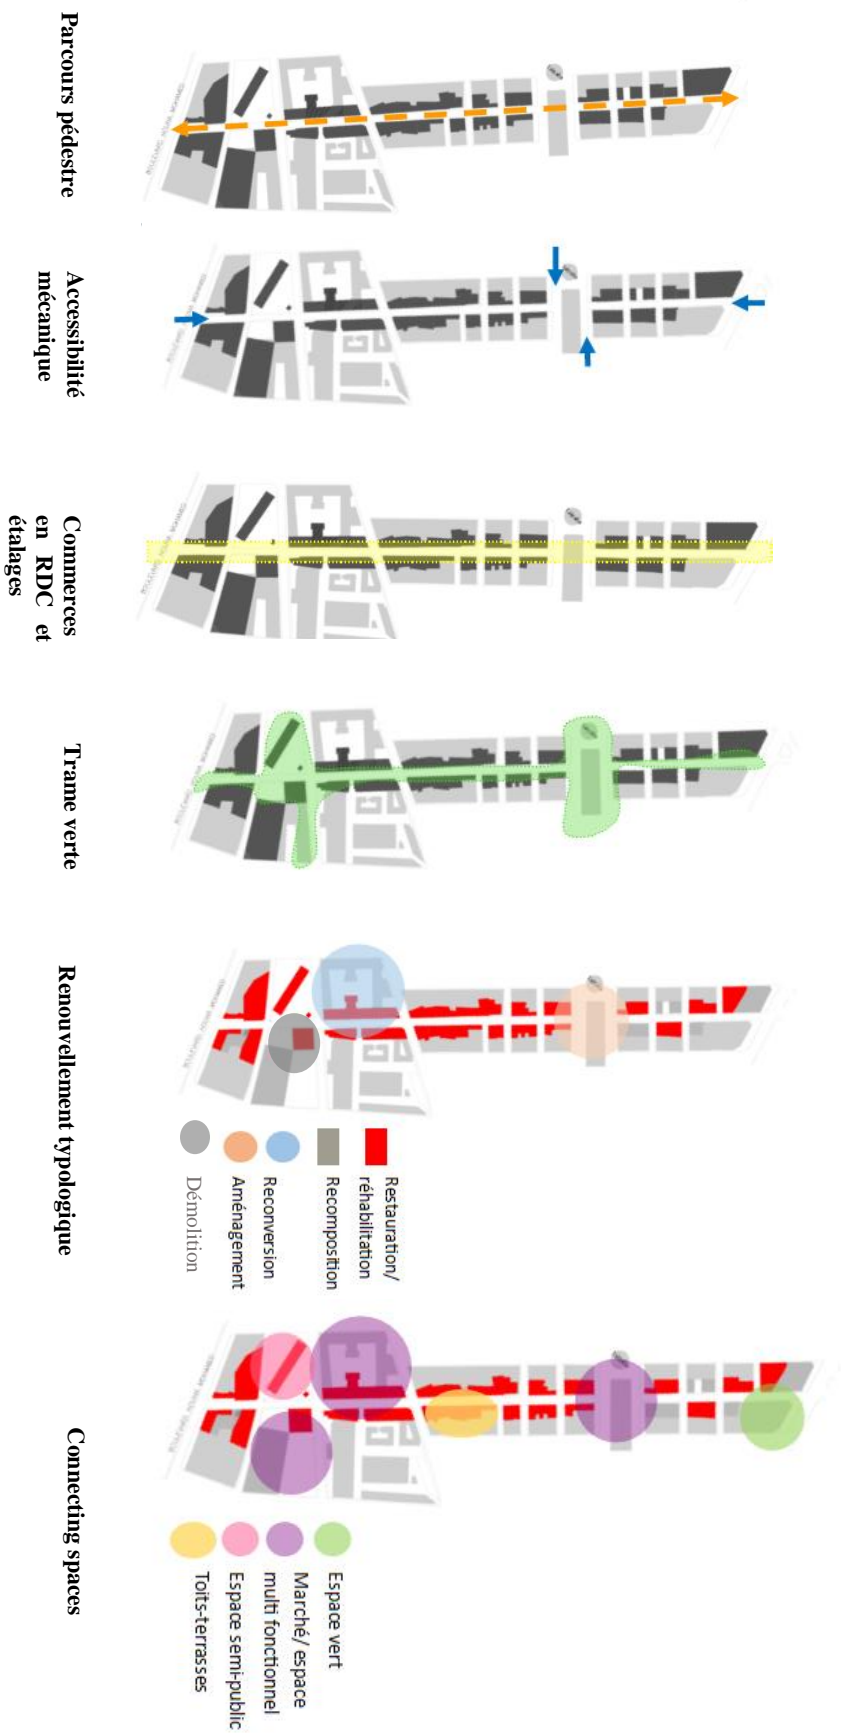 Parcours pédestre
Accessibilité
mécanique
Commerces
en RDC et
étalages
Trame verte
Renouvellement typologique
Restauration/
réhabilitation
Recomposition
Reconversion
Aménagement
Démolition
Connecting spaces
Espace vert
Marché/ espace
multi fonctionnel
Espace semi-public
Toits-terrasses